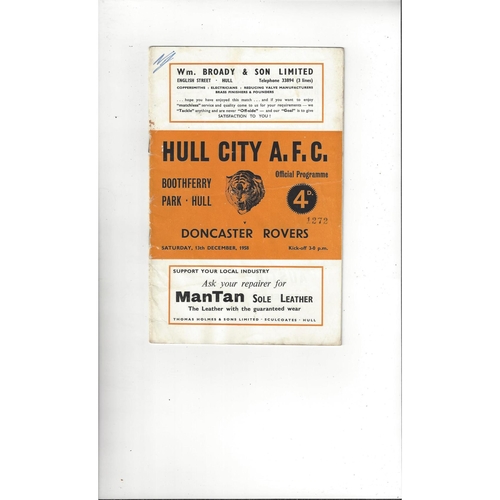 Wm. BROADY & SON LIMITED
ENGLISH STREET · HULL Telephone 33894 (3 lines)
COPPERSMITHS : ELECTRICIANS : REDUCING VALVE MANUFACTURERS
BRASS FINISHERS & FOUNDERS
. . . hope you have enjoyed this match . . . and if you want to enjoy
"matchless" service and quality come to us for your requirements — we
"Tackle" anything and are never "Off-side" — and our "Goal" is to give
SATISFACTION TO YOU !
HULL CITY A.F.C.
BOOTHFERRY
PARK · HULL
Official Programme
4D.
1272
v
DONCASTER ROVERS
SATURDAY, 13th DECEMBER, 1958 Kick-off 3-0 p.m.
SUPPORT YOUR LOCAL INDUSTRY
Ask your repairer for
ManTan SOLE LEATHER
The Leather with the guaranteed wear
THOMAS HOLMES & SONS LIMITED · SCULCOATES · HULL